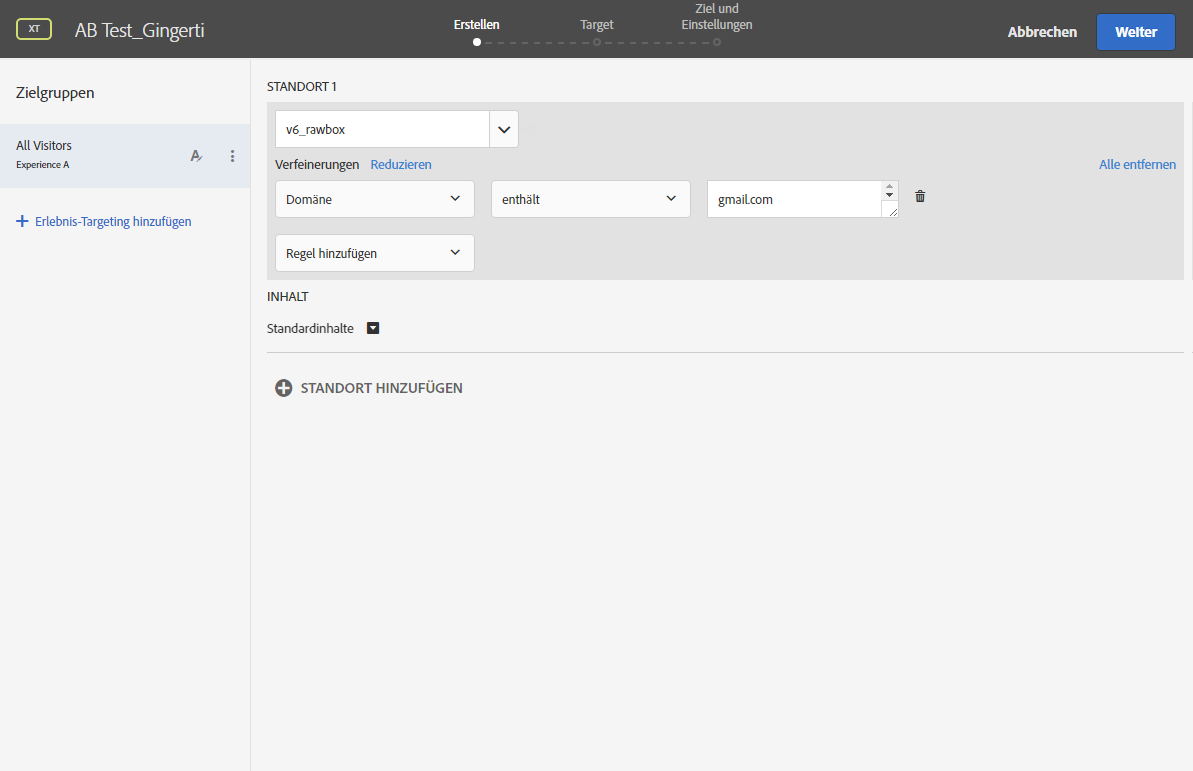 XT
AB Test_Gingerti
Erstellen
Target
Ziel und
Einstellungen
Abbrechen
Weiter
Zielgruppen
All Visitors
Experience A
A
Erlebnis-Targeting hinzufügen
STANDORT 1
v6_rawbox
Verfeinerungen Reduzieren
Alle entfernen
Domäne
enthält
gmail.com
Regel hinzufügen
INHALT
Standardinhalte
STANDORT HINZUFÜGEN